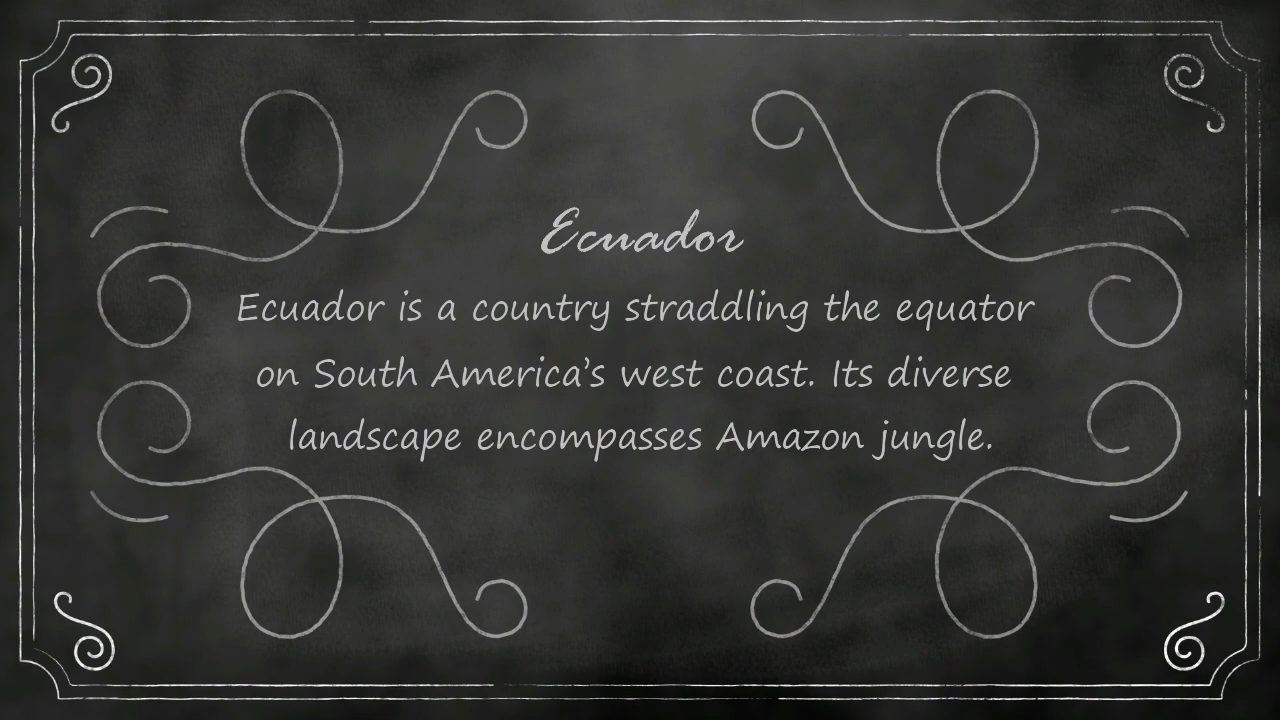 Ecuador
Ecuador is a country straddling the equator
on South America’s west coast. Its diverse
landscape encompasses Amazon jungle.